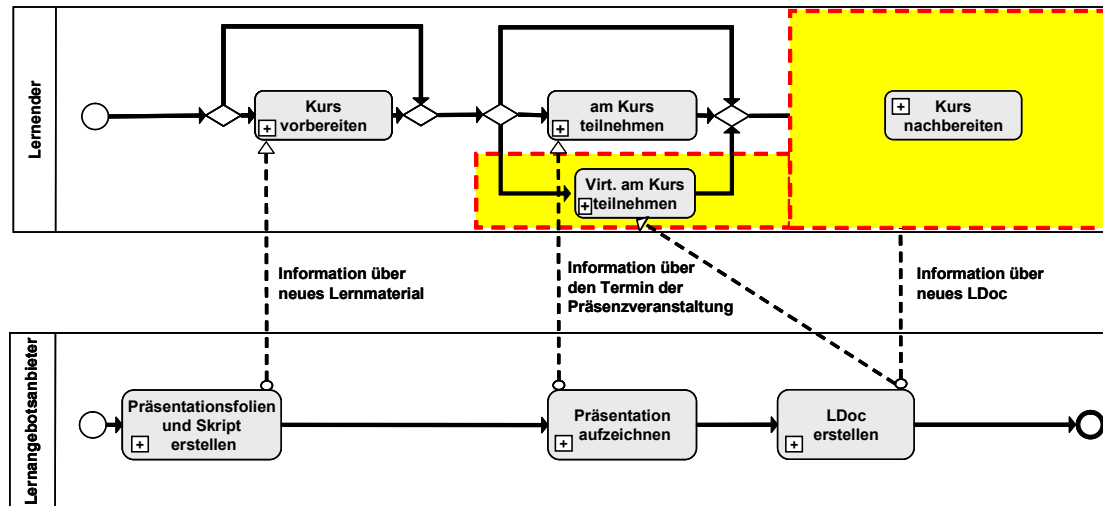 Lernender
Kurs
vorbereiten
am Kurs
teilnehmen
Virt. am Kurs
teilnehmen
Kurs
nachbereiten
Information über
neues Lernmaterial
Information über
den Termin der
Präsenzveranstaltung
Information über
neues LDoc
Lernangebotsanbieter
Präsentationsfolien
und Skript
erstellen
Präsentation
aufzeichnen
LDoc
erstellen